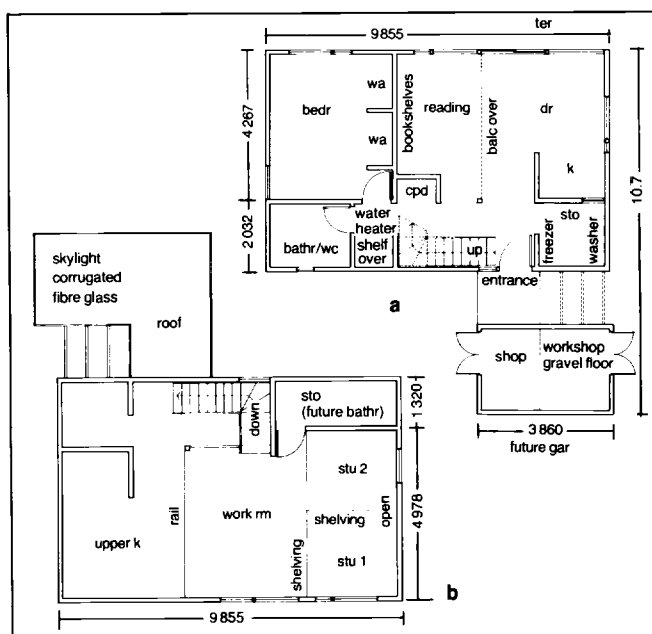 9855
ter
wa
bedr
bookshelves
reading
balc over
dr
4267
wa
10.7
cpd
k
2032
water
heater
sto
freezer
washer
bathr/wc
shelf
over
up
entrance
a
skylight
corrugated
fibre glass
roof
shop
workshop
gravel floor
3860
future gar
down
sto
(future bathr)
1320
stu 2
4978
rail
work rm
shelving
open
upper k
shelving
stu 1
b
9855